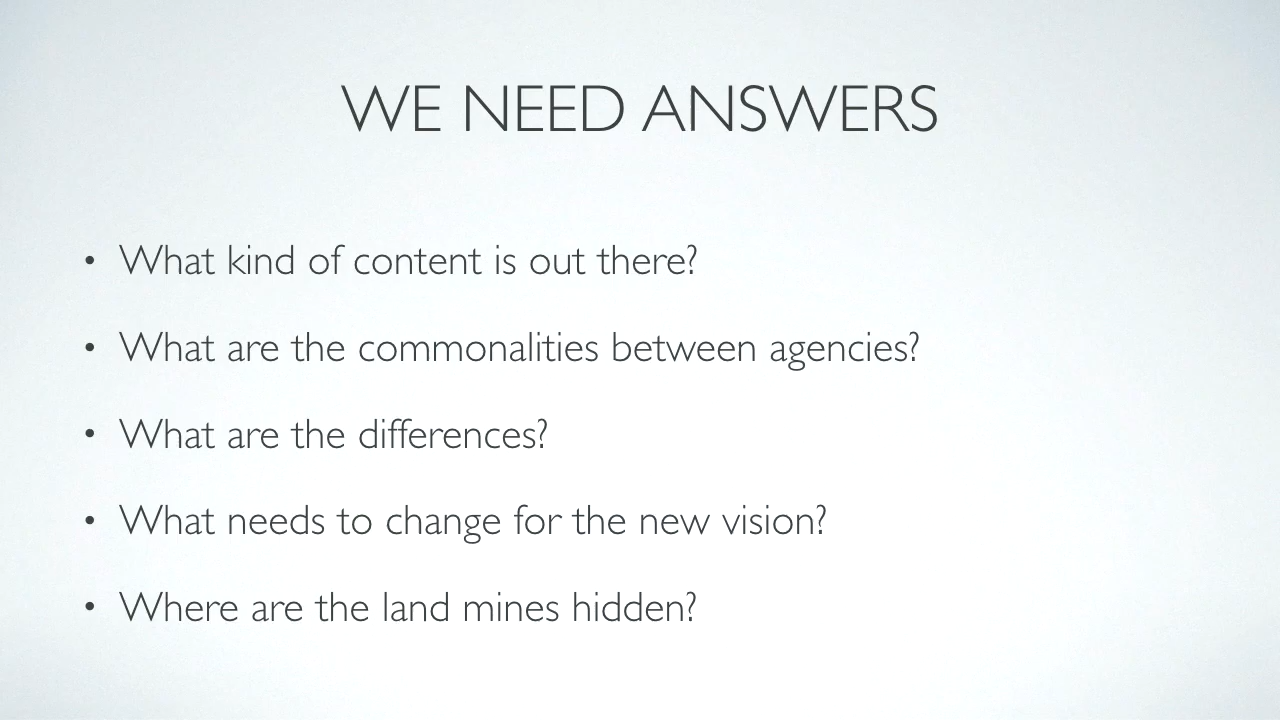 WE NEED ANSWERS
• What kind of content is out there?
• What are the commonalities between agencies?
• What are the differences?
• What needs to change for the new vision?
• Where are the land mines hidden?